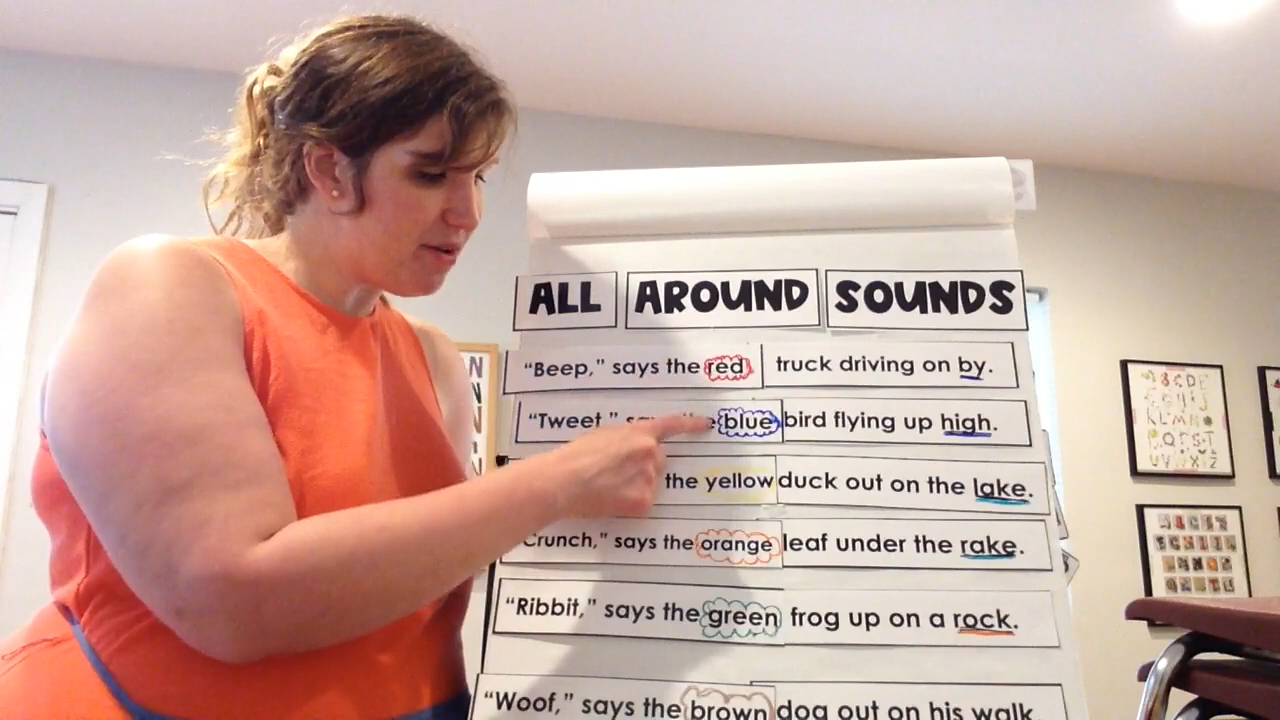 ALL AROUND SOUNDS
"Beep," says the red truck driving on by.
"Tweet," says the blue bird flying up high.
the yellow duck out on the lake.
Crunch," says the orange leaf under the rake.
"Ribbit," says the green frog up on a rock.
"Woof," says the brown dog out on his walk